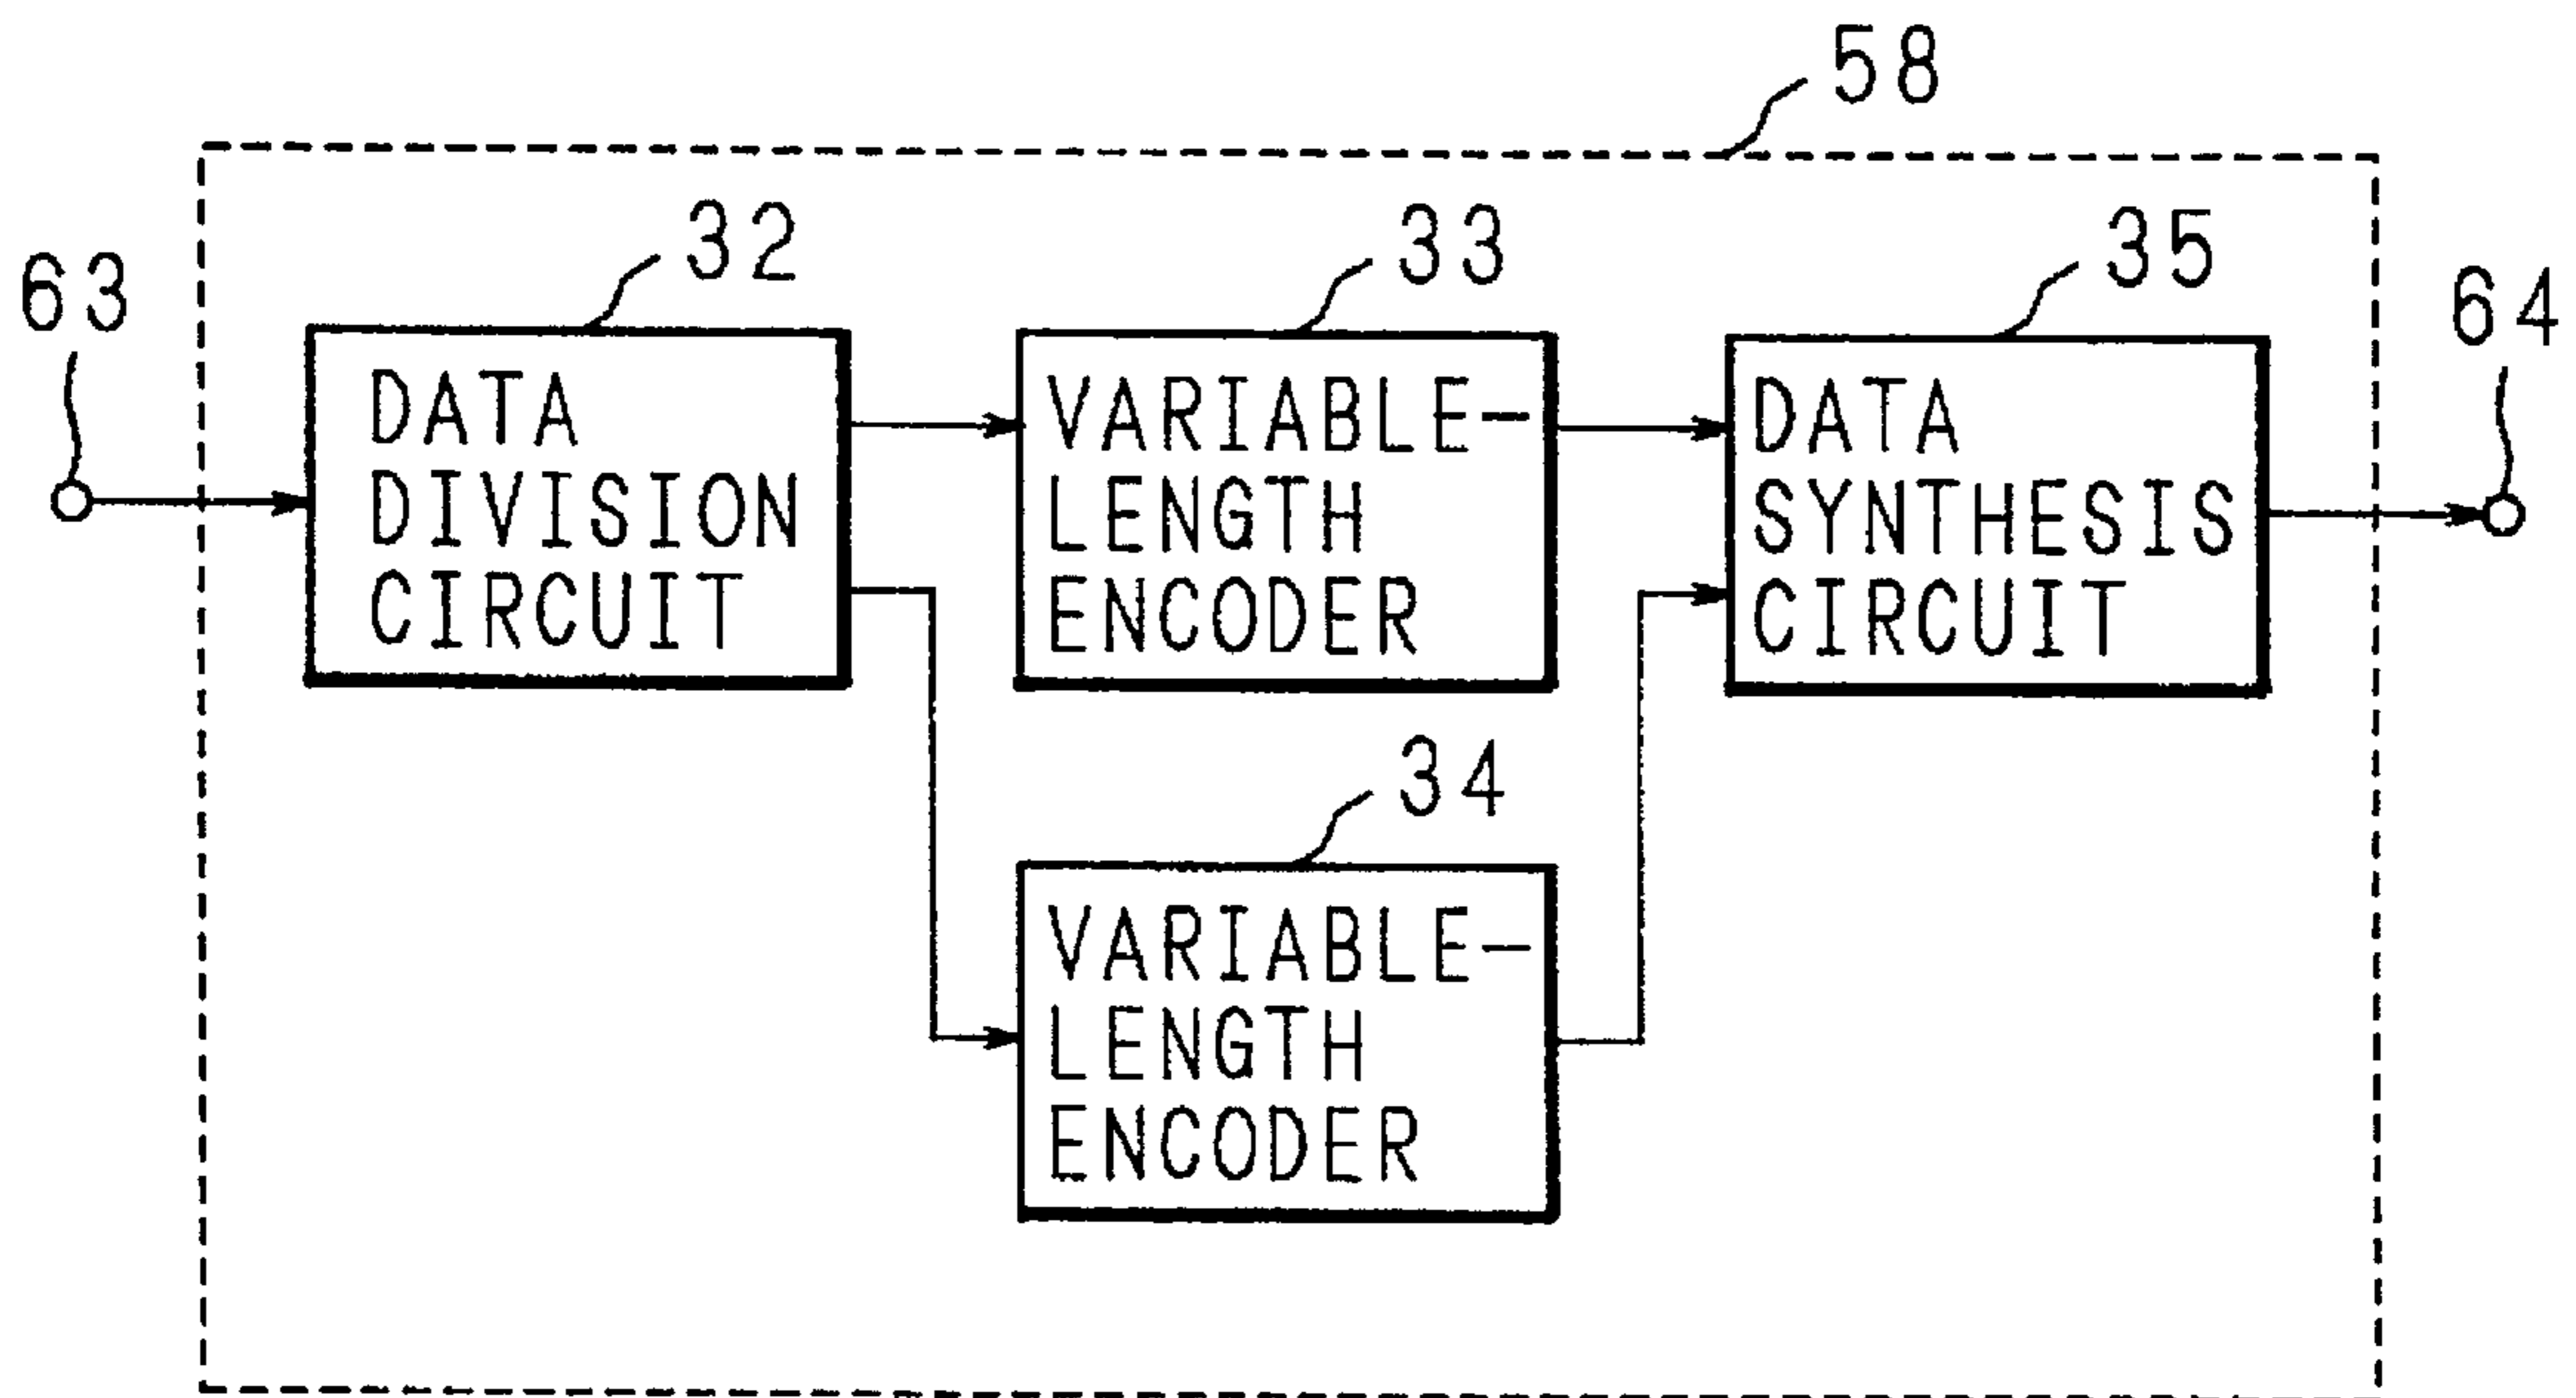 58
32
33
35
63
64
DATA
DIVISION
CIRCUIT
VARIABLE-
LENGTH
ENCODER
DATA
SYNTHESIS
CIRCUIT
34
VARIABLE-
LENGTH
ENCODER